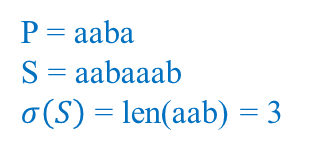 P = aaba
S = aabaaab
σ(S) = len(aab) = 3